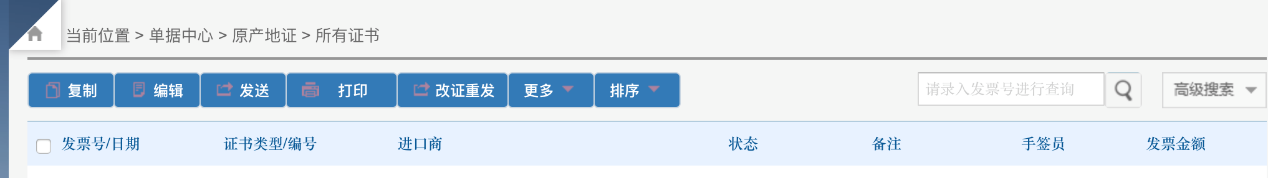 当前位置 > 单据中心 > 原产地证 > 所有证书
复制 编辑 发送 打印 改证重发 更多 排序 请录入发票号进行查询 高级搜索
发票号/日期 证书类型/编号 进口商 状态 备注 手签员 发票金额